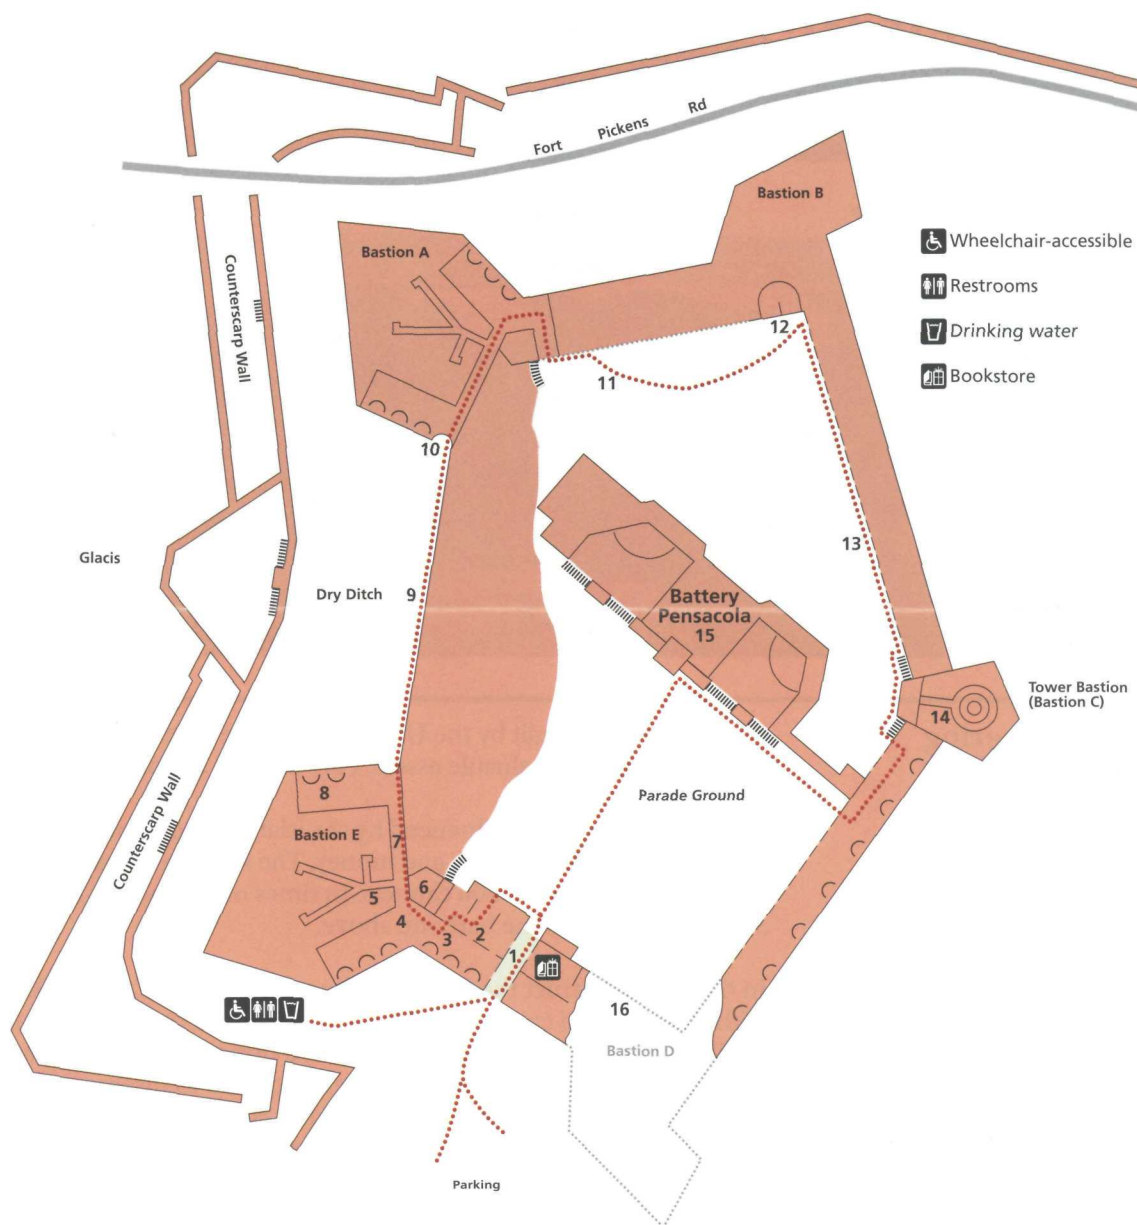 Fort Pickens Rd
Bastion B
Bastion A
Wheelchair-accessible
Restrooms
Drinking water
Bookstore
Counterscarp Wall
12
11
10
13
Glacis
Dry Ditch
9
Battery
Pensacola
15
Tower Bastion
(Bastion C)
14
Parade Ground
8
Bastion E
7
6
5
4
3
2
1
Counterscarp Wall
16
Bastion D
Parking